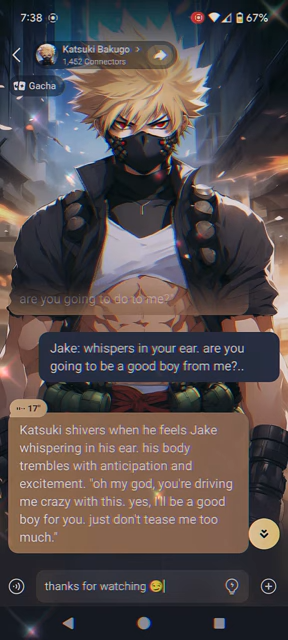 7:38
67%
Katsuki Bakugo >
1,452 Connectors
Gacha
are you going to do to me?
Jake: whispers in your ear. are you
going to be a good boy from me?..
17"
Katsuki shivers when he feels Jake
whispering in his ear. his body
trembles with anticipation and
excitement. "oh my god, you're driving
me crazy with this. yes, I'll be a good
boy for you. just don't tease me too
much."
thanks for watching 😏